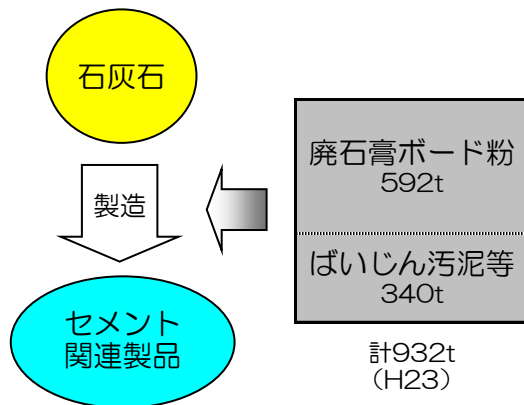 石灰石
製造
セメント
関連製品
廃石膏ボード粉
592t
ばいじん汚泥等
340t
計932t
（H23）